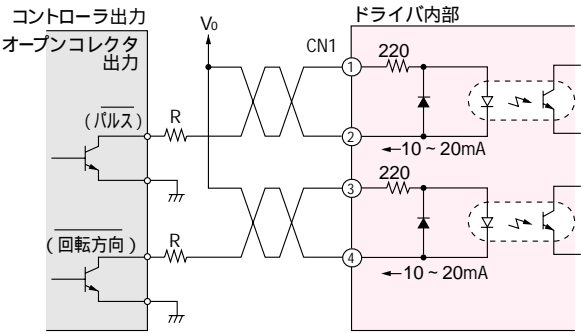 コントローラ出力
オープンコレクタ
出力
V0
CN1
ドライバ内部
220
1
(パルス)
R
2
10 ~ 20mA
220
3
(回転方向)
R
4
10 ~ 20mA